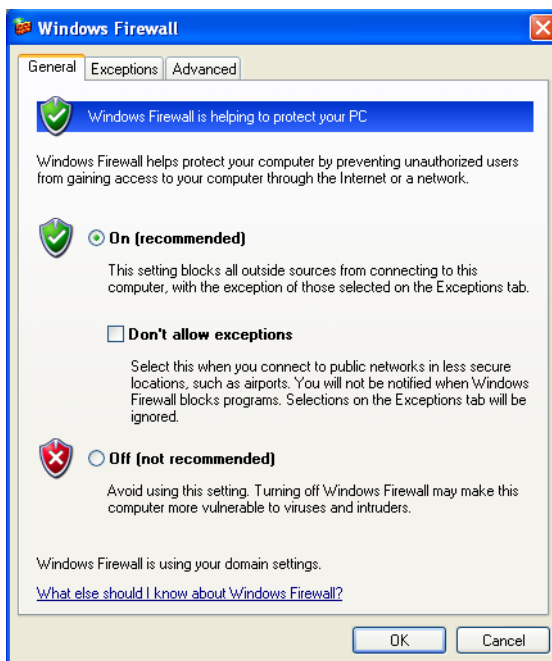 Windows Firewall
General Exceptions Advanced
Windows Firewall is helping to protect your PC
Windows Firewall helps protect your computer by preventing unauthorized users
from gaining access to your computer through the Internet or a network.
On (recommended)
This setting blocks all outside sources from connecting to this
computer, with the exception of those selected on the Exceptions tab.
Don't allow exceptions
Select this when you connect to public networks in less secure
locations, such as airports. You will not be notified when Windows
Firewall blocks programs. Selections on the Exceptions tab will be
ignored.
Off (not recommended)
Avoid using this setting. Turning off Windows Firewall may make this
computer more vulnerable to viruses and intruders.
Windows Firewall is using your domain settings.
What else should I know about Windows Firewall?
OK Cancel